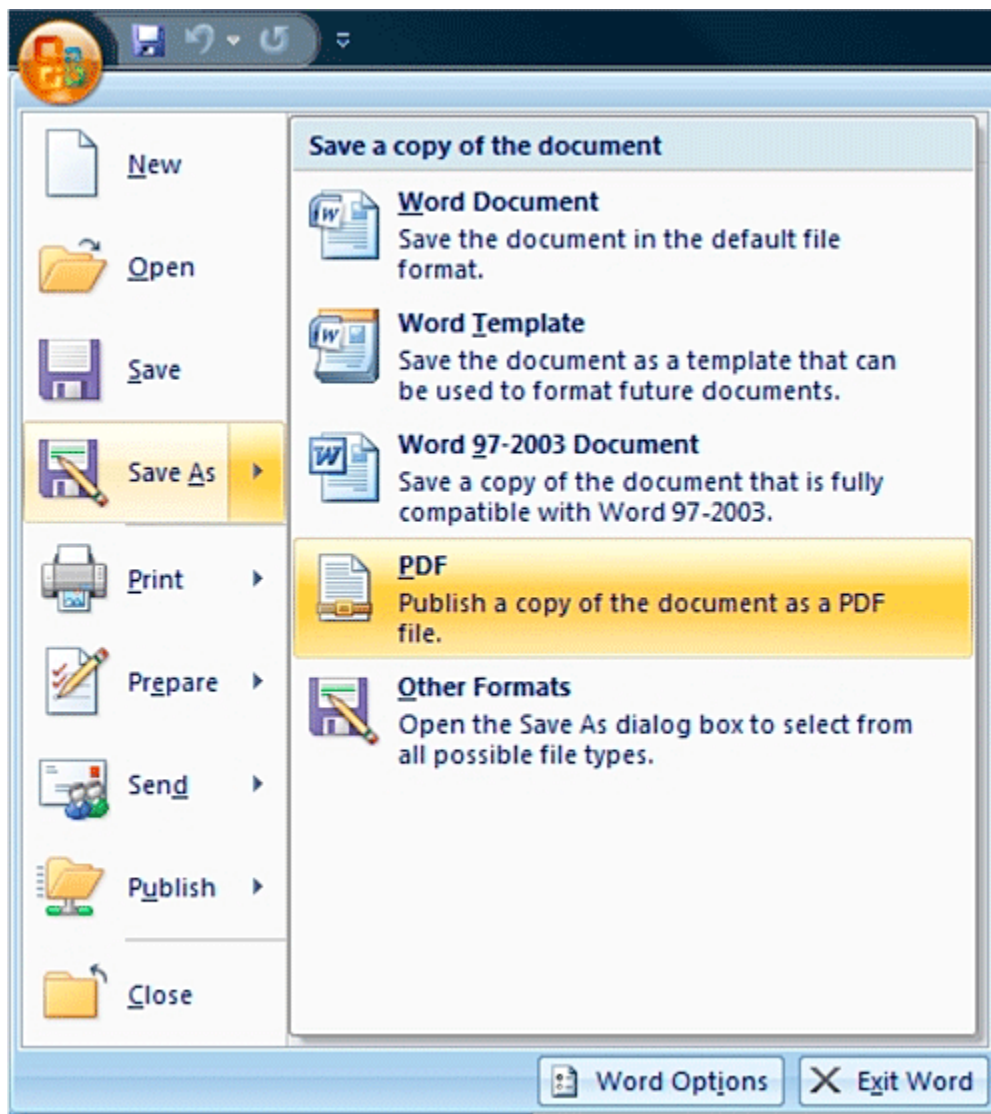 New
Open
Save
Save As
Print
Prepare
Send
Publish
Close
Save a copy of the document
Word Document
Save the document in the default file
format.
Word Template
Save the document as a template that can
be used to format future documents.
Word 97-2003 Document
Save a copy of the document that is fully
compatible with Word 97-2003.
PDF
Publish a copy of the document as a PDF
file.
Other Formats
Open the Save As dialog box to select from
all possible file types.
Word Options
Exit Word